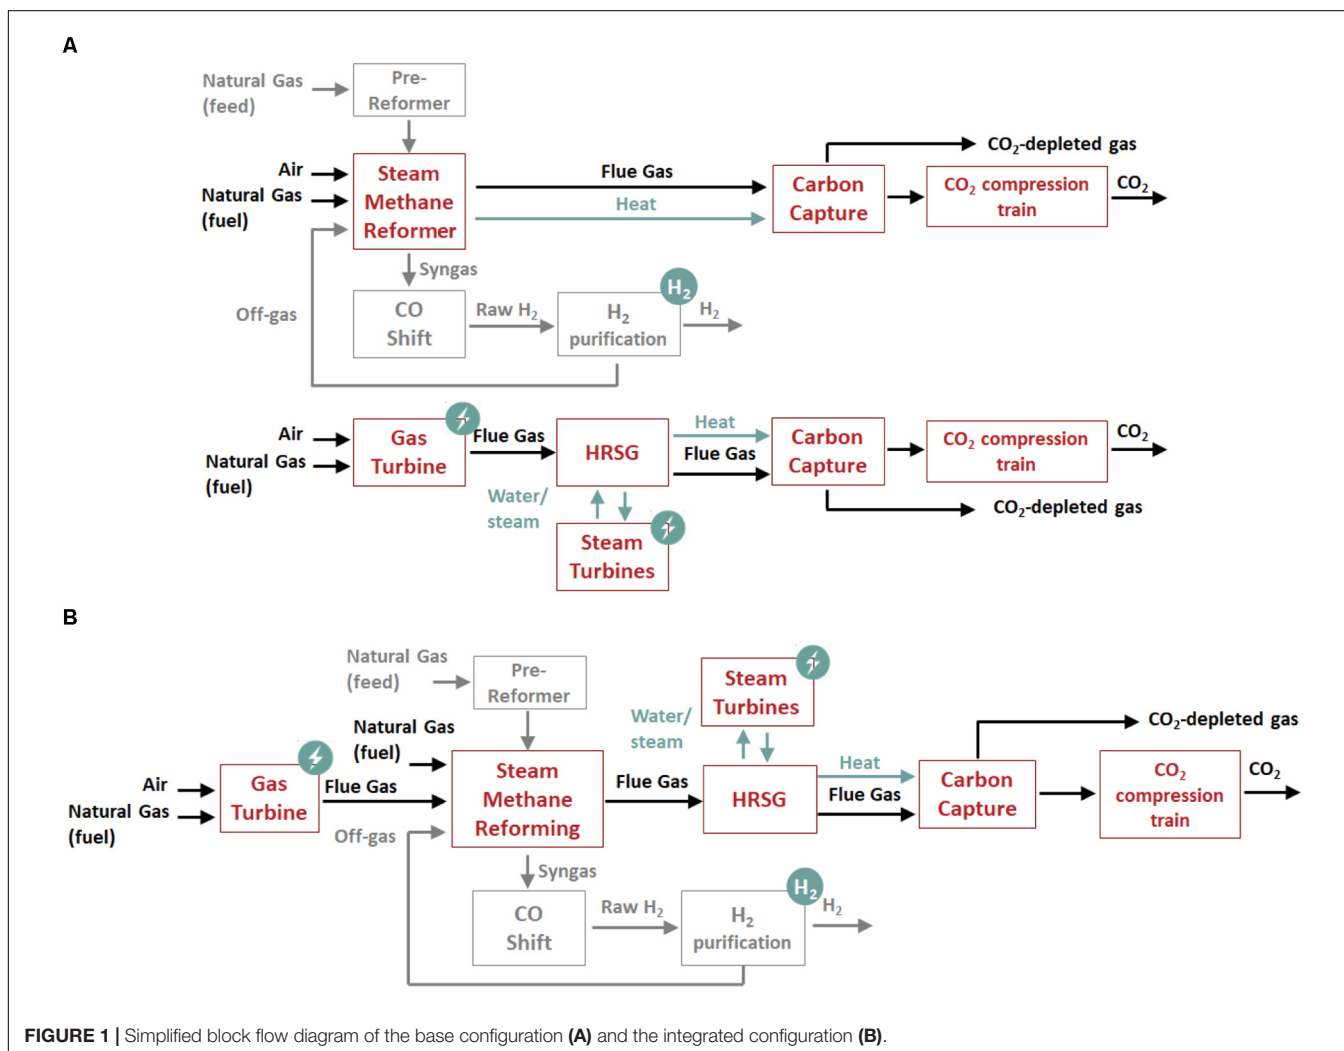 A
Natural Gas
(feed)
Pre-
Reformer
Air
Natural Gas
(fuel)
Steam
Methane
Reformer
Flue Gas
Heat
Carbon
Capture
CO2-depleted gas
CO2 compression
train
CO2
Syngas
Off-gas
CO
Shift
Raw H2
H2
purification
H2
H2
Air
Natural Gas
(fuel)
Gas
Turbine
Flue Gas
HRSG
Heat
Flue Gas
Water/
steam
Steam
Turbines
Carbon
Capture
CO2 compression
train
CO2
CO2-depleted gas
B
Natural Gas
(feed)
Pre-
Reformer
Natural Gas
(fuel)
Air
Natural Gas
(fuel)
Gas
Turbine
Flue Gas
Off-gas
Steam
Methane
Reforming
Flue Gas
Water/
steam
Steam
Turbines
HRSG
Heat
Flue Gas
Carbon
Capture
CO2-depleted gas
CO2
compression
train
CO2
Syngas
CO
Shift
Raw H2
H2
purification
H2
H2
FIGURE 1 | Simplified block flow diagram of the base configuration (A) and the integrated configuration (B).